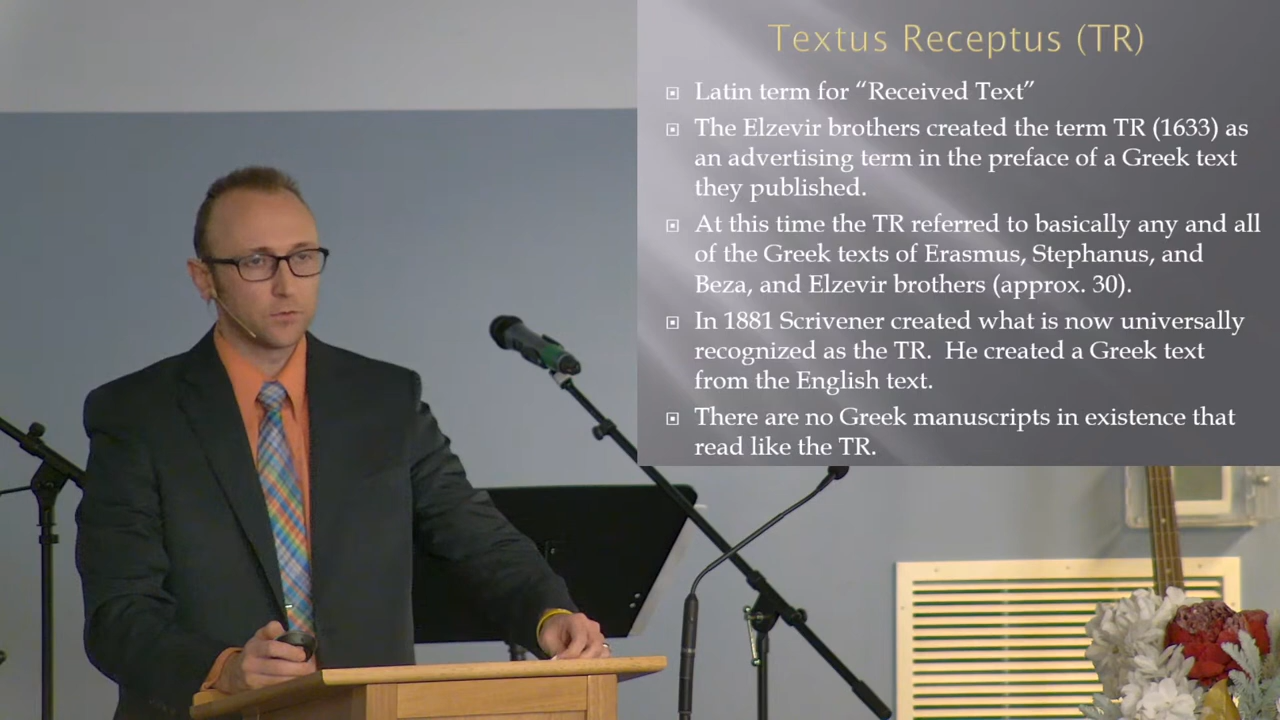 Textus Receptus (TR)
Latin term for “Received Text”
The Elzevir brothers created the term TR (1633) as
an advertising term in the preface of a Greek text
they published.
At this time the TR referred to basically any and all
of the Greek texts of Erasmus, Stephanus, and
Beza, and Elzevir brothers (approx. 30).
In 1881 Scrivener created what is now universally
recognized as the TR.  He created a Greek text
from the English text.
There are no Greek manuscripts in existence that
read like the TR.